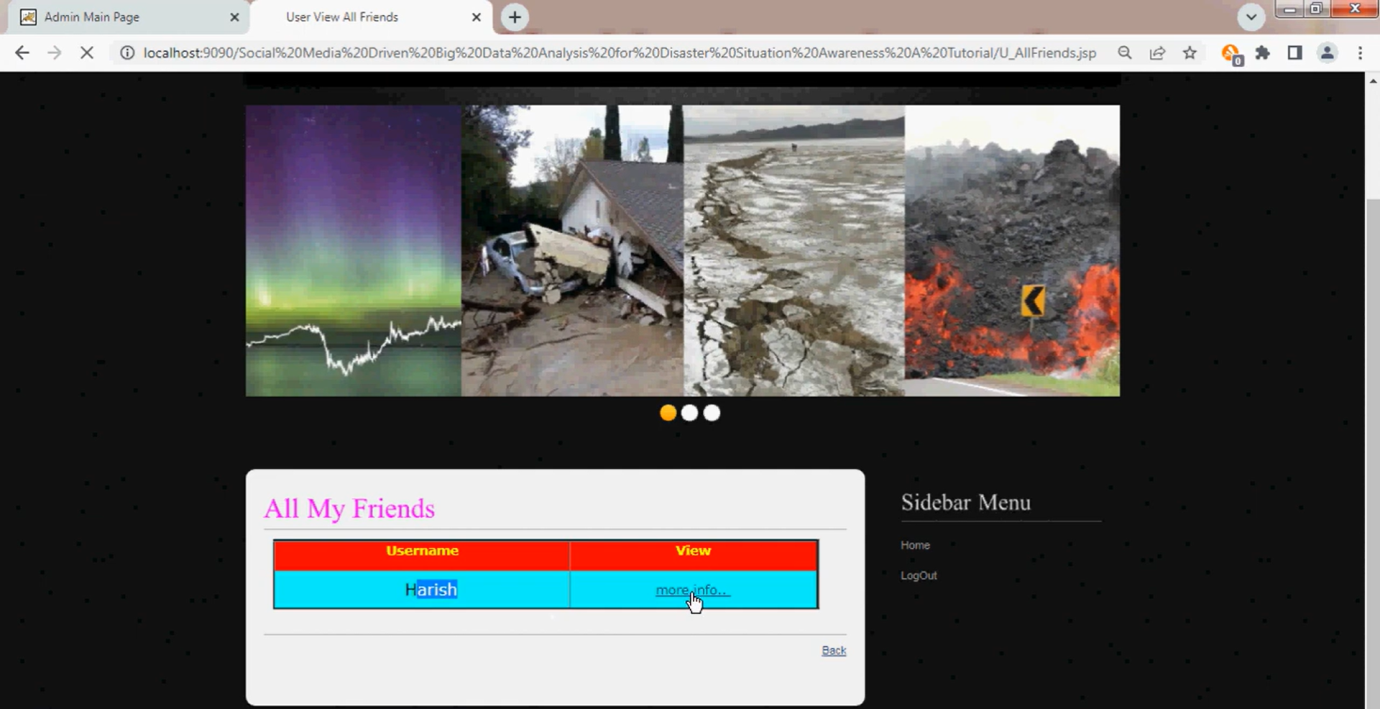 Admin Main Page
User View All Friends
localhost:9090/Social%20Media%20Driven%20Big%20Data%20Analysis%20for%20Disaster%20Situation%20Awareness%20A%20Tutorial/U_AllFriends.jsp
0
All My Friends
Username View
Harish more info..
Back
Sidebar Menu
Home
LogOut